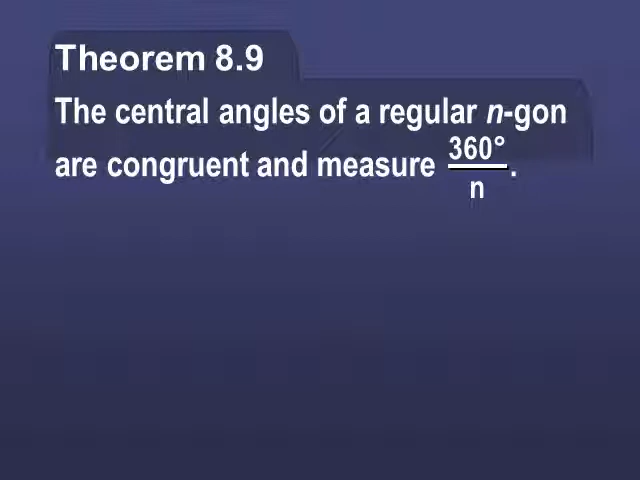 Theorem 8.9
The central angles of a regular n-gon
are congruent and measure 360°/n.